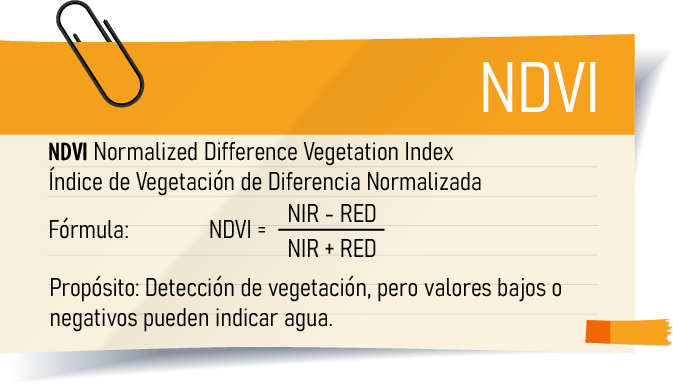 NDVI
NDVI Normalized Difference Vegetation Index
Índice de Vegetación de Diferencia Normalizada
Fórmula: NDVI = NIR - RED
NIR + RED
Propósito: Detección de vegetación, pero valores bajos o
negativos pueden indicar agua.